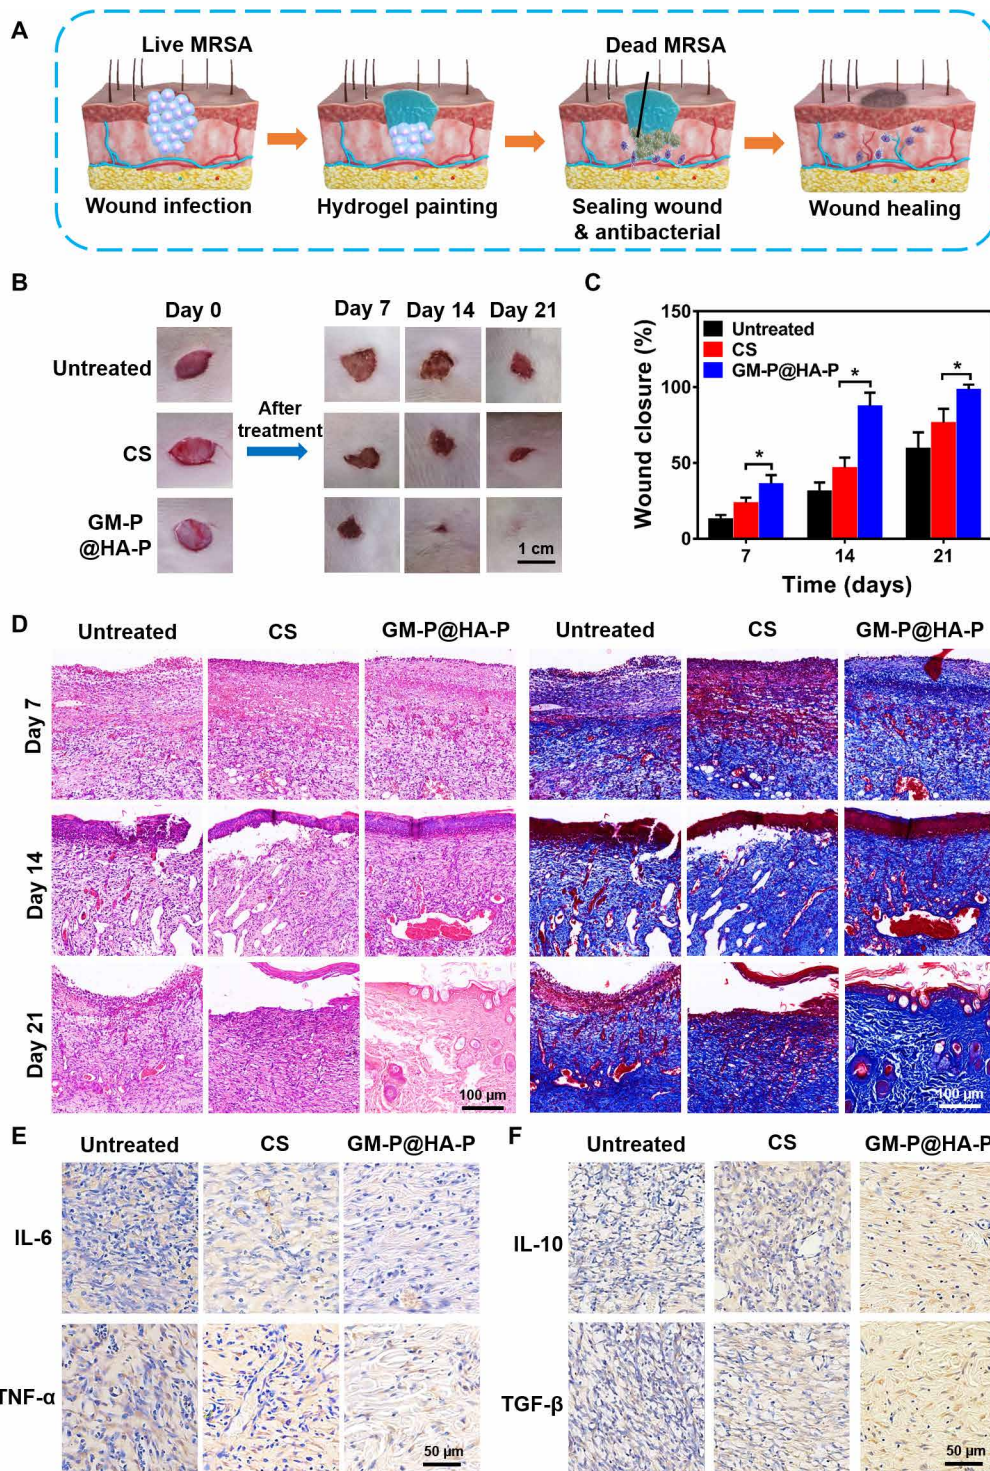 A
Live MRSA
Dead MRSA
Wound infection
Hydrogel painting
Sealing wound
& antibacterial
Wound healing
B
Day 0
Day 7
Day 14
Day 21
Untreated
After
treatment
CS
GM-P
@HA-P
1 cm
C
150
100
50
0
Wound closure (%)
Untreated
CS
GM-P@HA-P
*
*
*
7
14
21
Time (days)
D
Untreated
CS
GM-P@HA-P
Untreated
CS
GM-P@HA-P
Day 7
Day 14
Day 21
100 μm
100 μm
E
Untreated
CS
GM-P@HA-P
IL-6
TNF-α
50 μm
F
Untreated
CS
GM-P@HA-P
IL-10
TGF-β
50 μm